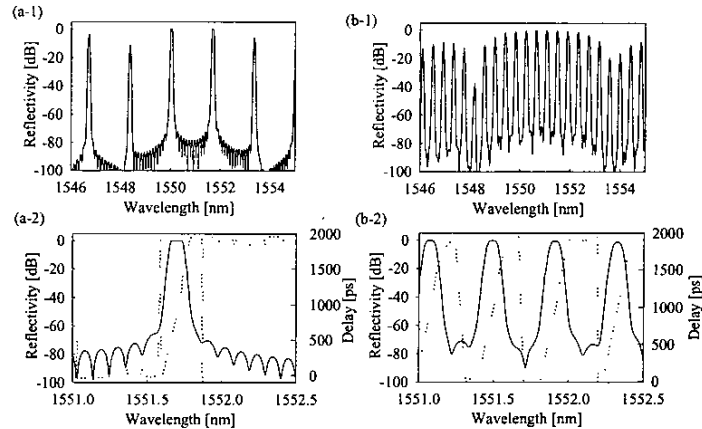 (a-1)
0
-20
-40
-60
-80
-100
Reflectivity [dB]
1546 1548 1550 1552 1554
Wavelength [nm]
(b-1)
0
-20
-40
-60
-80
-100
Reflectivity [dB]
1546 1548 1550 1552 1554
Wavelength [nm]
(a-2)
0
-20
-40
-60
-80
-100
Reflectivity [dB]
2000
1500
1000
500
0
Delay [ps]
1551.0 1551.5 1552.0 1552.5
Wavelength [nm]
(b-2)
0
-20
-40
-60
-80
-100
Reflectivity [dB]
2000
1500
1000
500
0
Delay [ps]
1551.0 1551.5 1552.0 1552.5
Wavelength [nm]